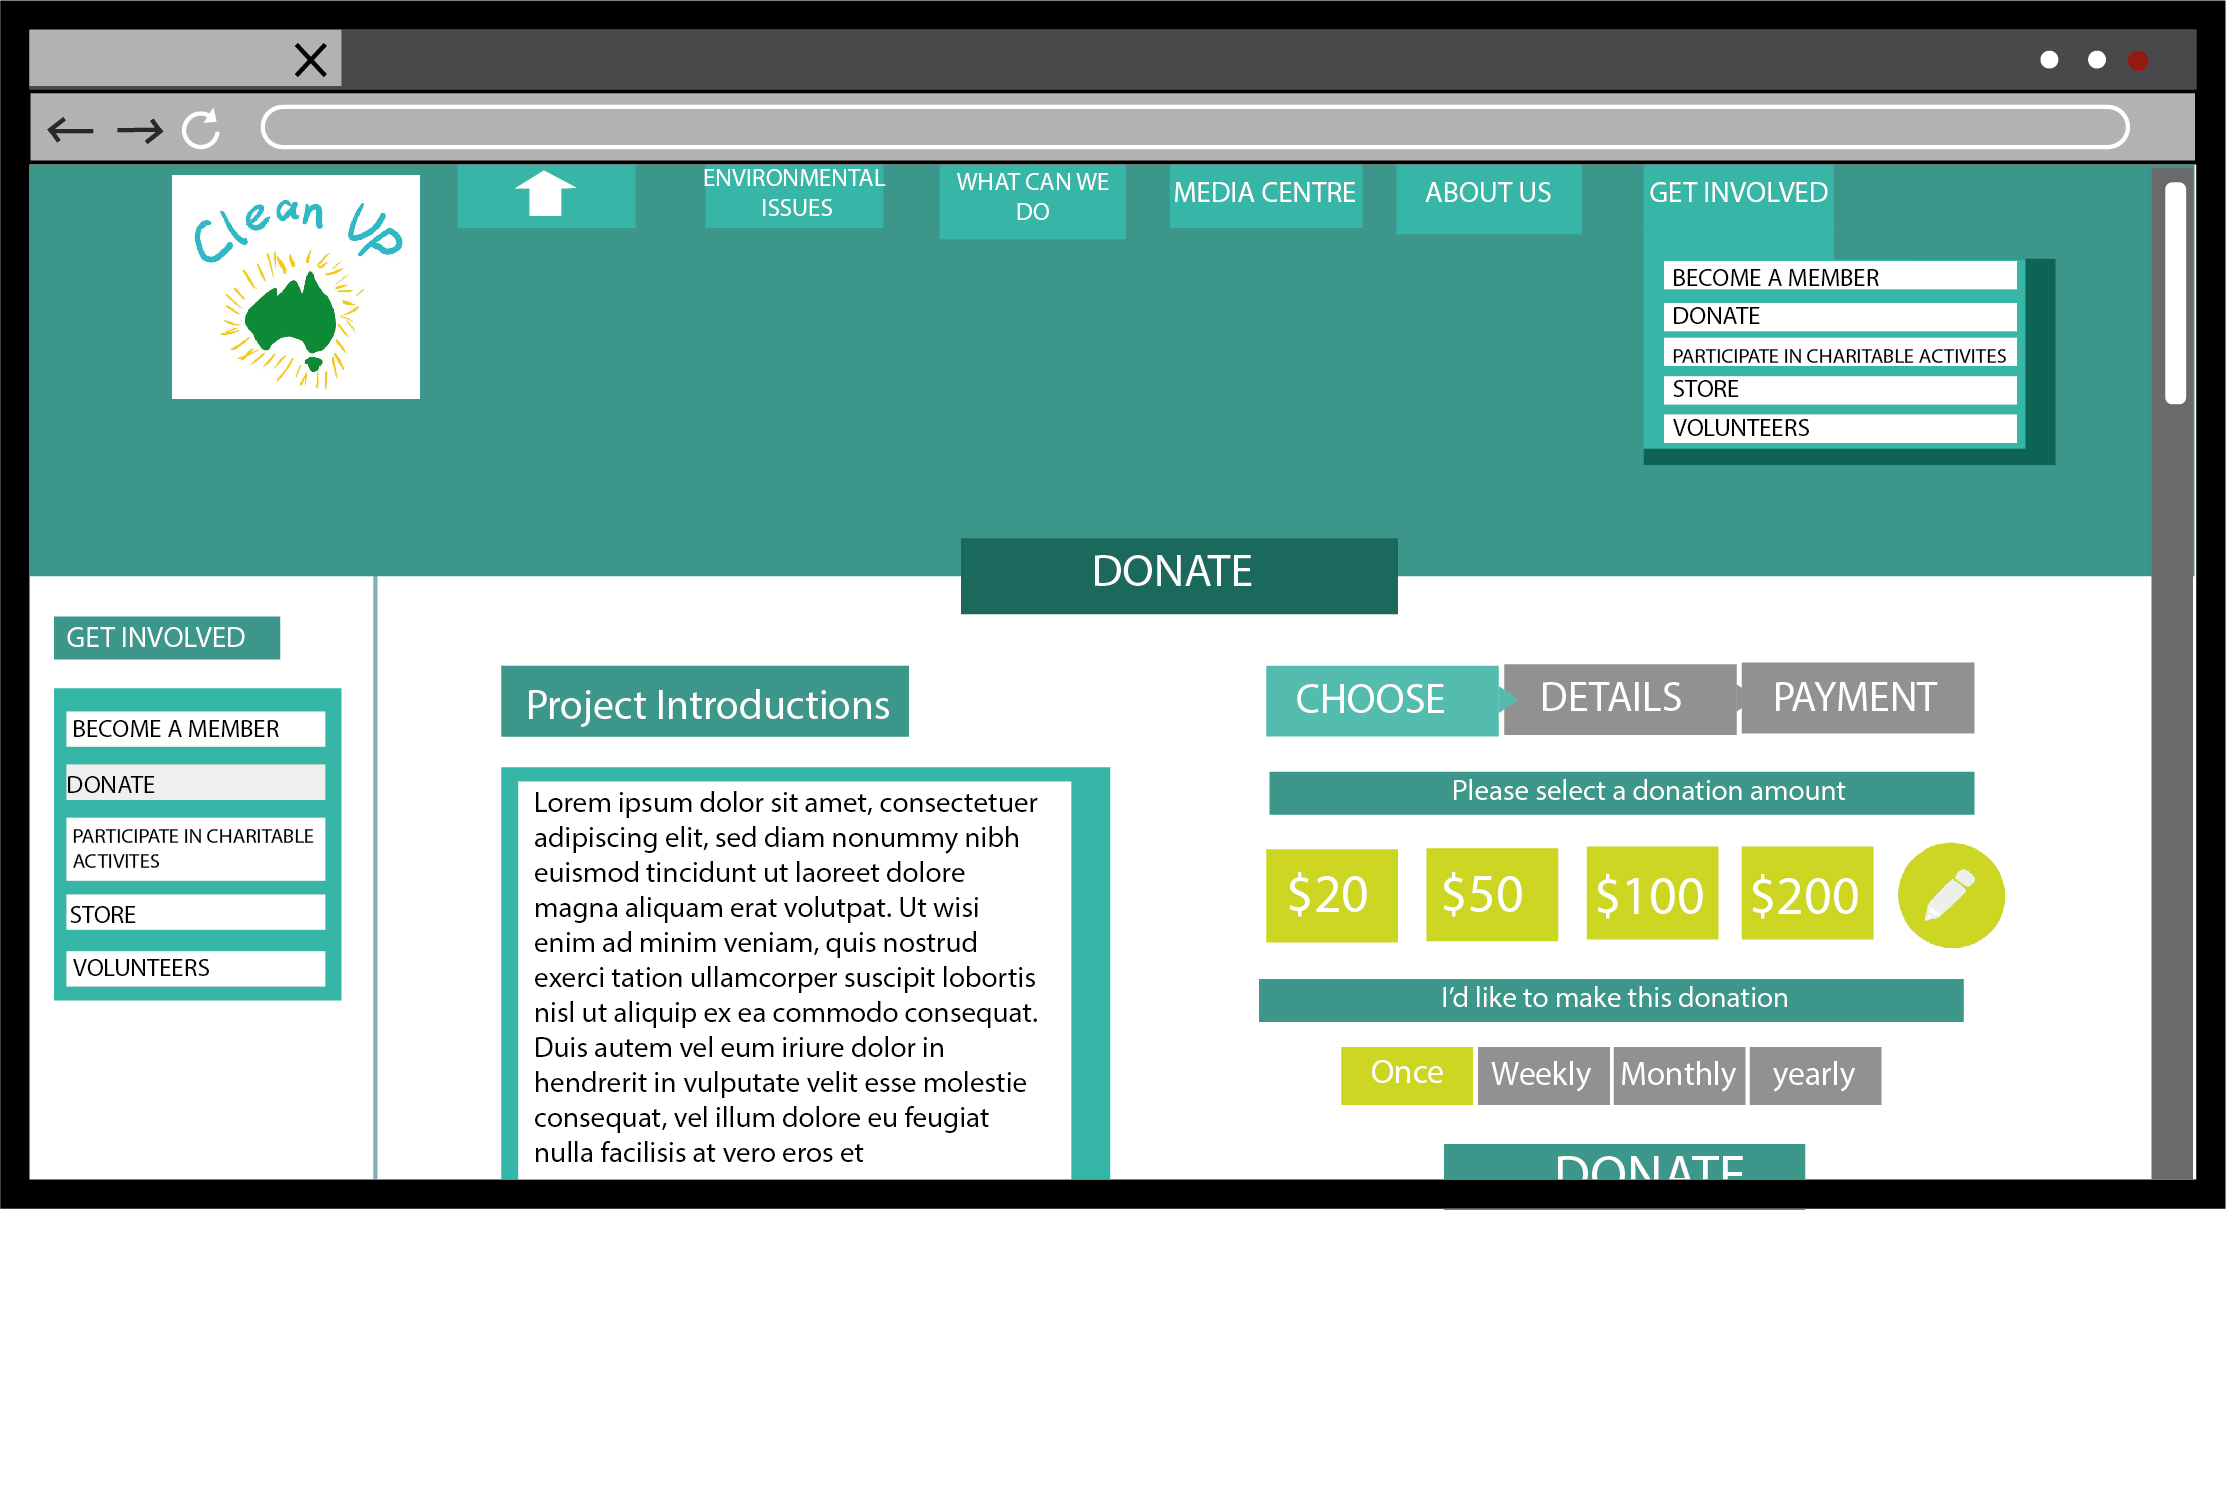 Clean Up
ENVIRONMENTAL
ISSUES
WHAT CAN WE
DO
MEDIA CENTRE
ABOUT US
GET INVOLVED
BECOME A MEMBER
DONATE
PARTICIPATE IN CHARITABLE ACTIVITES
STORE
VOLUNTEERS
DONATE
GET INVOLVED
BECOME A MEMBER
DONATE
PARTICIPATE IN CHARITABLE
ACTIVITES
STORE
VOLUNTEERS
Project Introductions
Lorem ipsum dolor sit amet, consectetuer
adipiscing elit, sed diam nonummy nibh
euismod tincidunt ut laoreet dolore
magna aliquam erat volutpat. Ut wisi
enim ad minim veniam, quis nostrud
exerci tation ullamcorper suscipit lobortis
nisl ut aliquip ex ea commodo consequat.
Duis autem vel eum iriure dolor in
hendrerit in vulputate velit esse molestie
consequat, vel illum dolore eu feugiat
nulla facilisis at vero eros et
CHOOSE
DETAILS
PAYMENT
Please select a donation amount
$20
$50
$100
$200
I'd like to make this donation
Once
Weekly
Monthly
yearly
DONATE